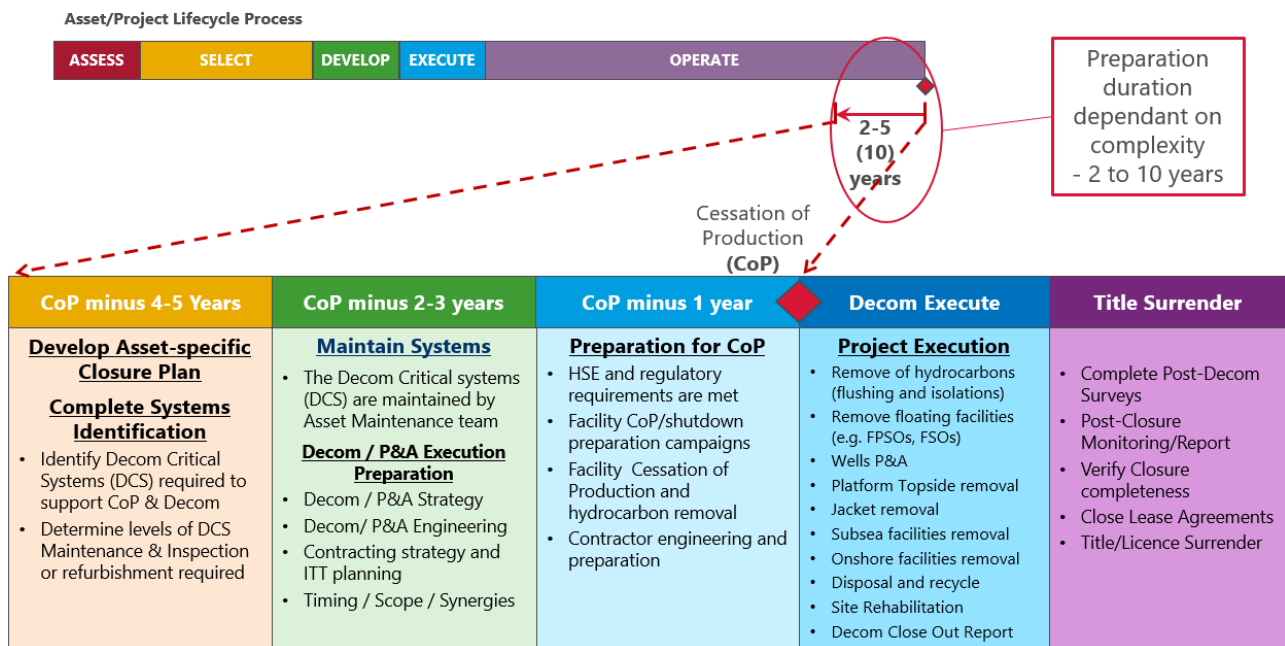 Asset/Project Lifecycle Process
ASSESS
SELECT
DEVELOP
EXECUTE
OPERATE
Preparation
duration
dependant on
complexity
- 2 to 10 years
2-5
(10)
years
Cessation of
Production
(CoP)
CoP minus 4-5 Years
Develop Asset-specific
Closure Plan
Complete Systems
Identification
• Identify Decom Critical
Systems (DCS) required to
support CoP & Decom
• Determine levels of DCS
Maintenance & Inspection
or refurbishment required
CoP minus 2-3 years
Maintain Systems
• The Decom Critical systems
(DCS) are maintained by
Asset Maintenance team
Decom / P&A Execution
Preparation
• Decom / P&A Strategy
• Decom/ P&A Engineering
• Contracting strategy and
ITT planning
• Timing / Scope / Synergies
CoP minus 1 year
Preparation for CoP
• HSE and regulatory
requirements are met
• Facility CoP/shutdown
preparation campaigns
• Facility Cessation of
Production and
hydrocarbon removal
• Contractor engineering and
preparation
Decom Execute
Project Execution
• Remove of hydrocarbons
(flushing and isolations)
• Remove floating facilities
(e.g. FPSOs, FSOs)
• Wells P&A
• Platform Topside removal
• Jacket removal
• Subsea facilities removal
• Onshore facilities removal
• Disposal and recycle
• Site Rehabilitation
• Decom Close Out Report
Title Surrender
• Complete Post-Decom
Surveys
• Post-Closure
Monitoring/Report
• Verify Closure
completeness
• Close Lease Agreements
• Title/Licence Surrender